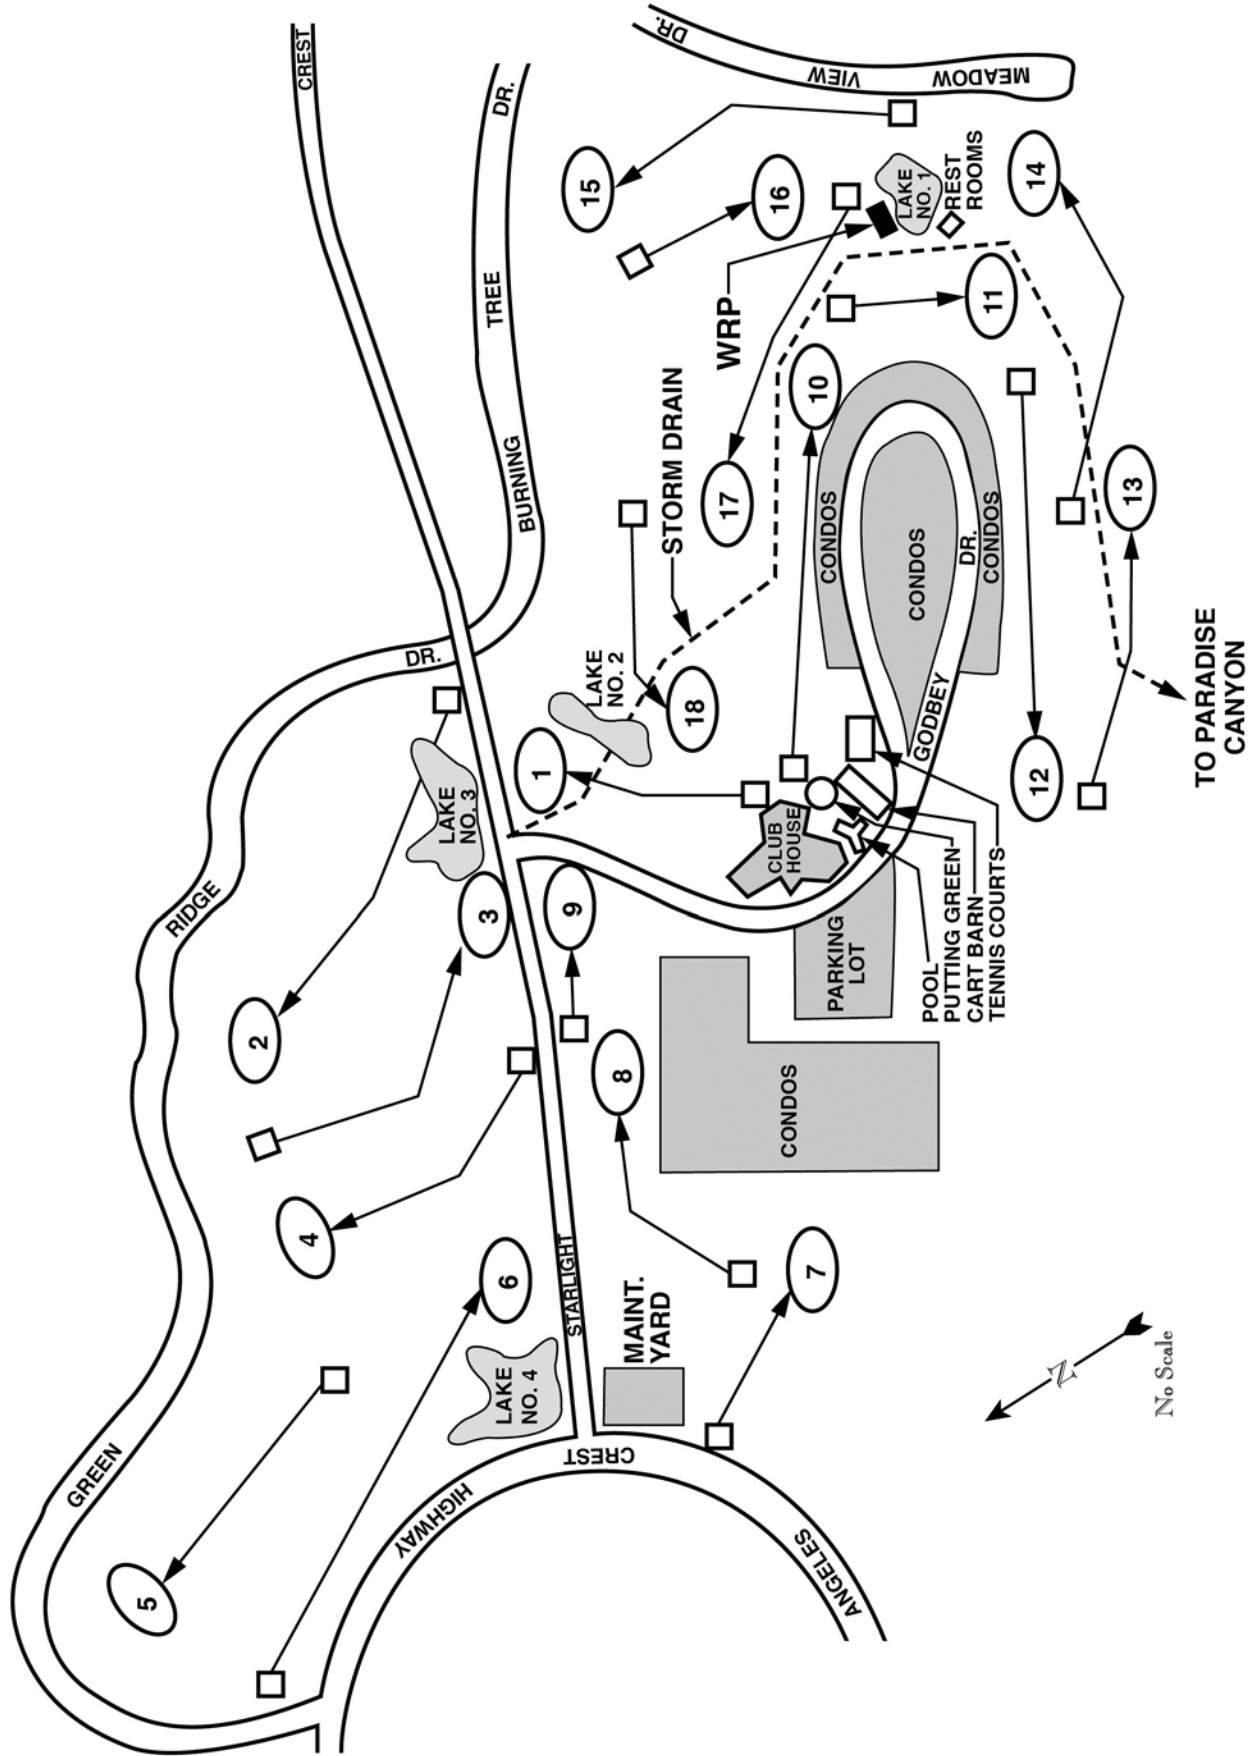 CREST
DR.
TREE
BURNING
DR.
RIDGE
GREEN
STARLIGHT
HIGHWAY
CREST
ANGELES
MEADOW
VIEW
DR.
15
16
14
LAKE
NO. 1
REST
ROOMS
WRP
11
10
17
STORM DRAIN
13
CONDOS
CONDOS
CONDOS
GODBEY
DR.
LAKE
NO. 2
18
1
12
TO PARADISE
CANYON
LAKE
NO. 3
CLUB
HOUSE
3
9
2
PARKING
LOT
POOL
PUTTING GREEN
CART BARN
TENNIS COURTS
8
CONDOS
4
6
7
MAINT.
YARD
LAKE
NO. 4
5
N
No Scale